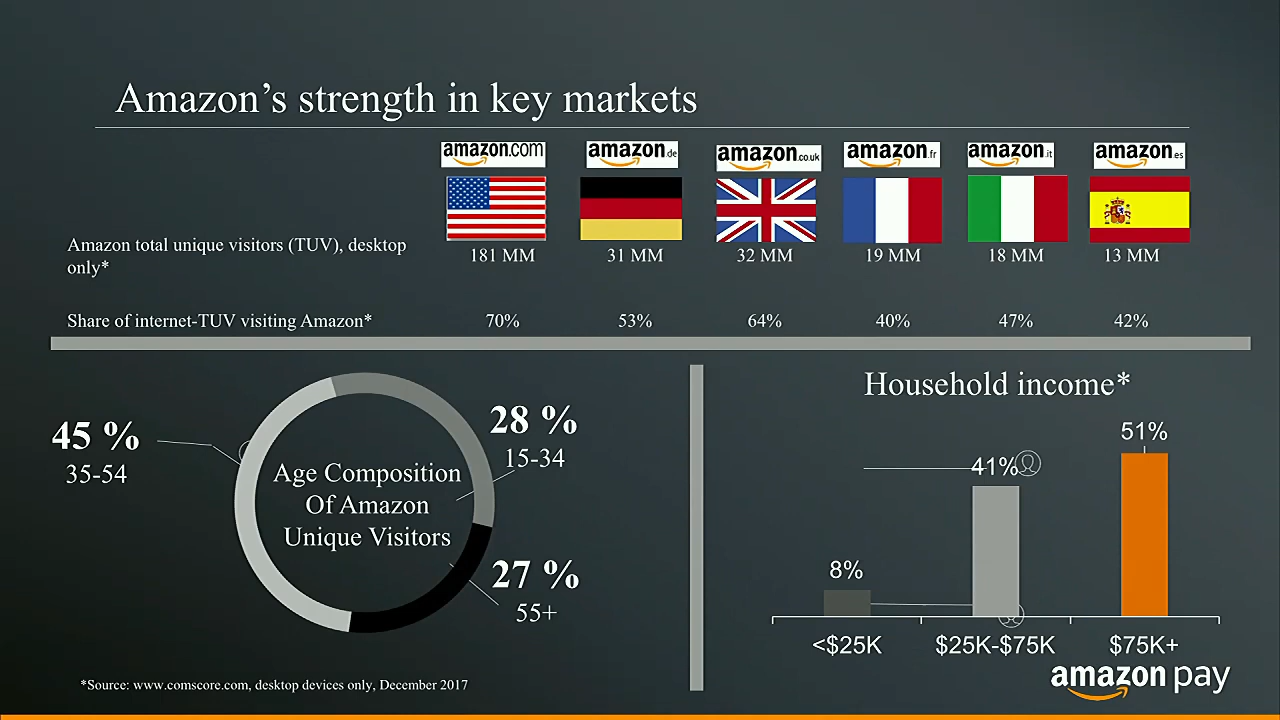 Amazon’s strength in key markets
amazon.com amazon.de amazon.co.uk amazon.fr amazon.it amazon.es
Amazon total unique visitors (TUV), desktop
only*
181 MM 31 MM 32 MM 19 MM 18 MM 13 MM
Share of internet-TUV visiting Amazon* 70% 53% 64% 40% 47% 42%
45 %
35-54
Age Composition
Of Amazon
Unique Visitors
28 %
15-34
27 %
55+
Household income*
8%
41%
51%
<$25K $25K-$75K $75K+
*Source: www.comscore.com, desktop devices only, December 2017
amazon pay